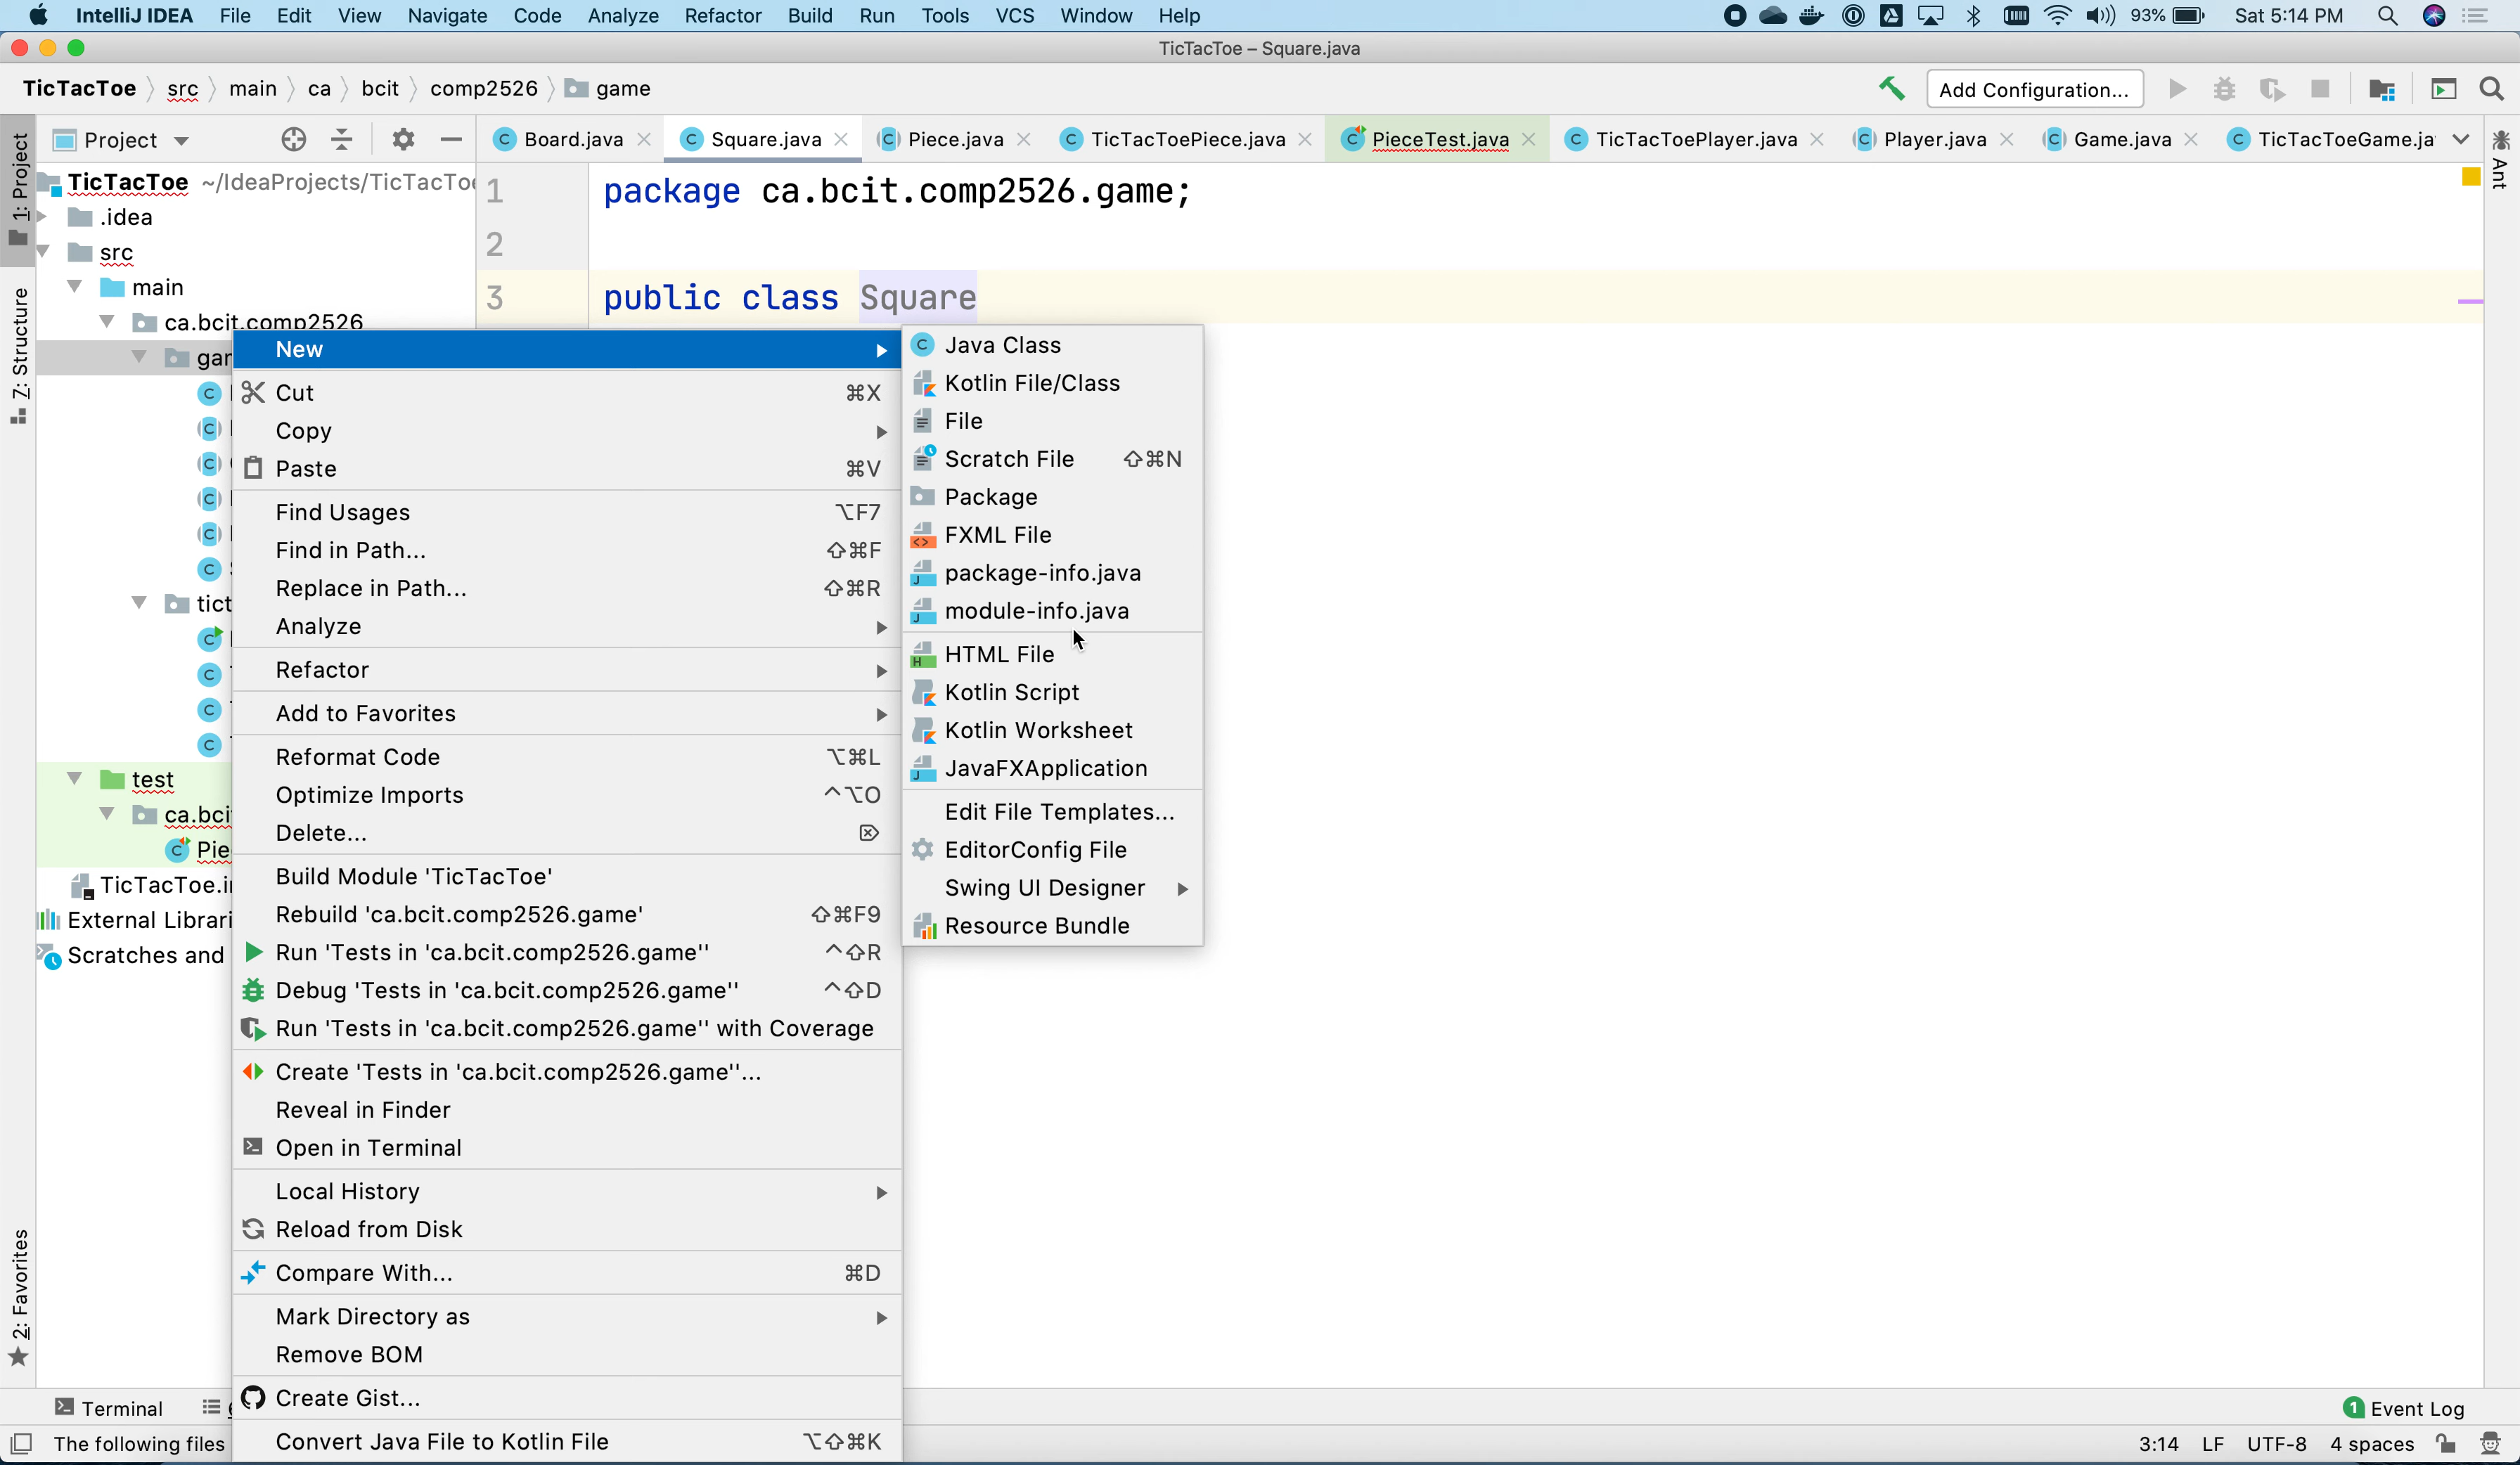 IntelliJ IDEA File Edit View Navigate Code Analyze Refactor Build Run Tools VCS Window Help 93% Sat 5:14 PM
TicTacToe – Square.java
TicTacToe src main ca bcit comp2526 game Add Configuration...
Project Board.java Square.java Piece.java TicTacToePiece.java PieceTest.java TicTacToePlayer.java Player.java Game.java TicTacToeGame.ja
1: Project
7: Structure
2: Favorites
Ant
TicTacToe ~/IdeaProjects/TicTacToe
.idea
src
main
ca.bcit.comp2526
gar
tict
test
ca.bci
Pie
TicTacToe.i
External Librari
Scratches and
1 package ca.bcit.comp2526.game;
2
3 public class Square
New
Cut ⌘X
Copy
Paste ⌘V
Find Usages ⌥F7
Find in Path... ⇧⌘F
Replace in Path... ⇧⌘R
Analyze
Refactor
Add to Favorites
Reformat Code ⌥⌘L
Optimize Imports ^⌥O
Delete... ⌦
Build Module 'TicTacToe'
Rebuild 'ca.bcit.comp2526.game' ⇧⌘F9
Run 'Tests in 'ca.bcit.comp2526.game'' ^⇧R
Debug 'Tests in 'ca.bcit.comp2526.game'' ^⇧D
Run 'Tests in 'ca.bcit.comp2526.game'' with Coverage
Create 'Tests in 'ca.bcit.comp2526.game''...
Reveal in Finder
Open in Terminal
Local History
Reload from Disk
Compare With... ⌘D
Mark Directory as
Remove BOM
Create Gist...
Convert Java File to Kotlin File ⌥⇧⌘K
Java Class
Kotlin File/Class
File
Scratch File ⇧⌘N
Package
FXML File
package-info.java
module-info.java
HTML File
Kotlin Script
Kotlin Worksheet
JavaFXApplication
Edit File Templates...
EditorConfig File
Swing UI Designer
Resource Bundle
Terminal 1 Event Log
The following files 3:14 LF UTF-8 4 spaces